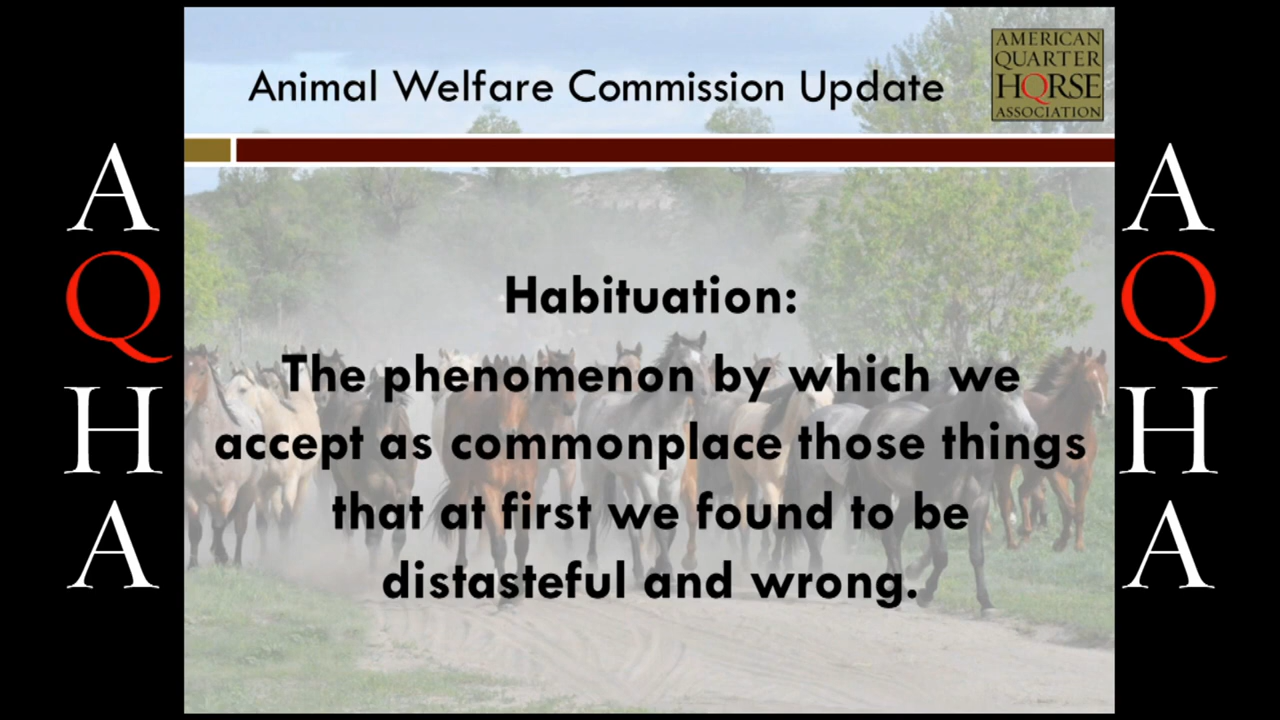 Animal Welfare Commission Update
AMERICAN
QUARTER
HORSE
ASSOCIATION
A
Q
H
A
Habituation:
The phenomenon by which we
accept as commonplace those things
that at first we found to be
distasteful and wrong.
A
Q
H
A